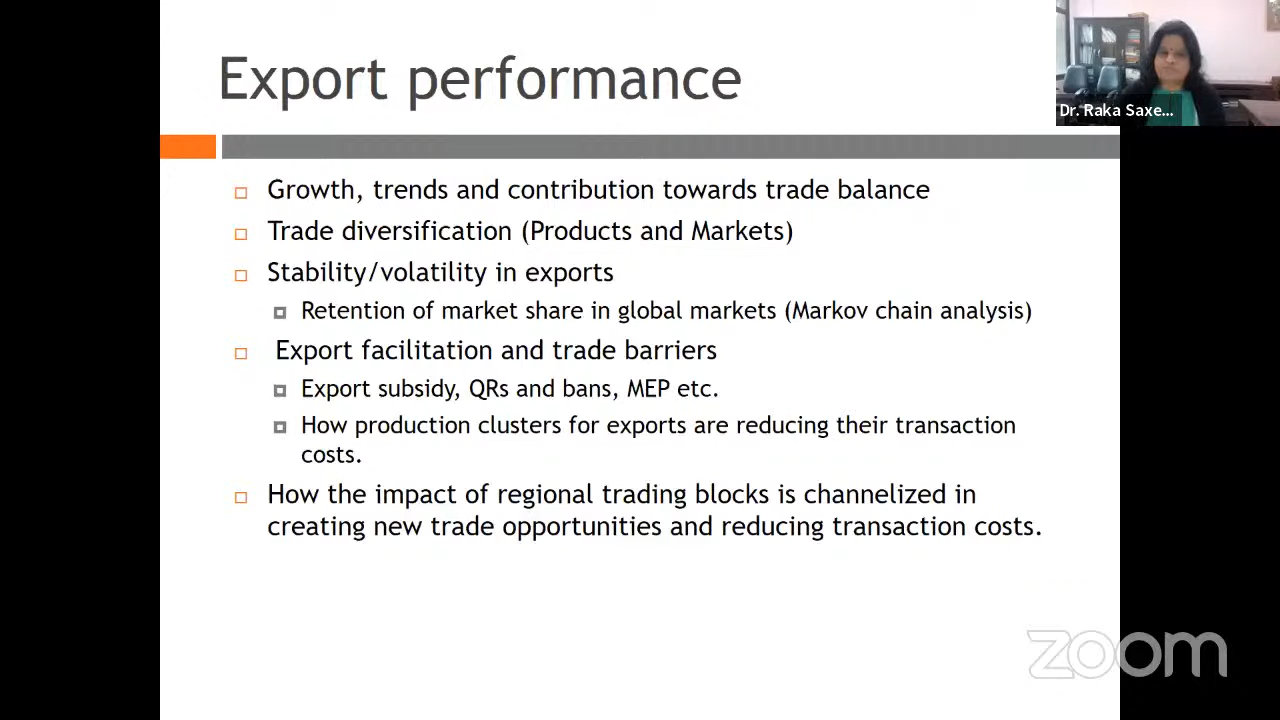 Export performance
Dr. Raka Saxe...
Growth, trends and contribution towards trade balance
Trade diversification (Products and Markets)
Stability/volatility in exports
Retention of market share in global markets (Markov chain analysis)
Export facilitation and trade barriers
Export subsidy, QRs and bans, MEP etc.
How production clusters for exports are reducing their transaction
costs.
How the impact of regional trading blocks is channelized in
creating new trade opportunities and reducing transaction costs.
zoom